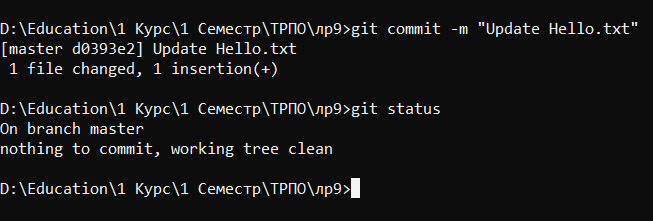 D:\Education\1 Курс\1 Семестр\ТРПО\лр9>git commit -m "Update Hello.txt"
[master d0393e2] Update Hello.txt
 1 file changed, 1 insertion(+)
D:\Education\1 Курс\1 Семестр\ТРПО\лр9>git status
On branch master
nothing to commit, working tree clean
D:\Education\1 Курс\1 Семестр\ТРПО\лр9>